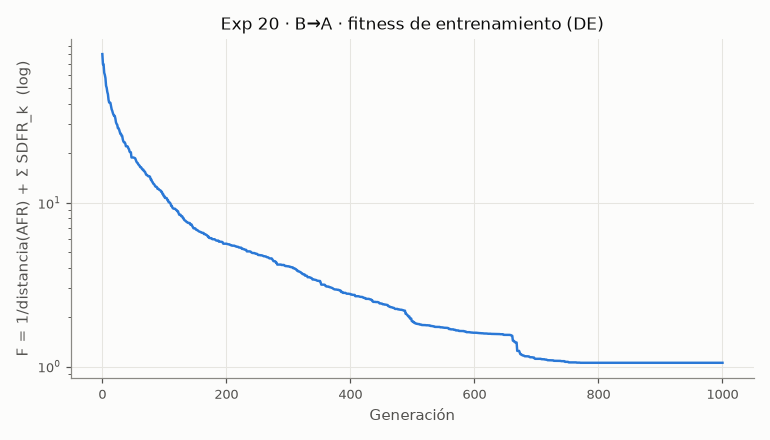 Exp 20 · B→A · fitness de entrenamiento (DE)
F = 1/distancia(AFR) + Σ SDFR_k (log)
10¹
10⁰
0 200 400 600 800 1000
Generación